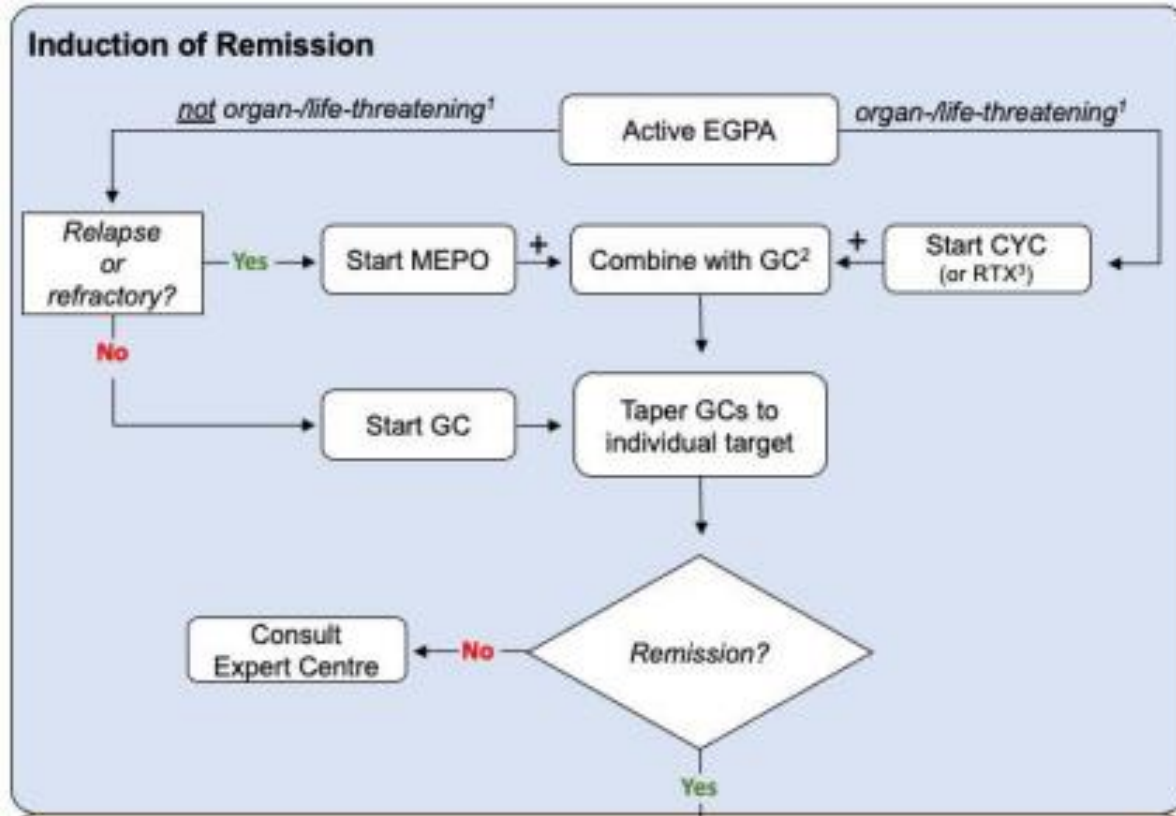 Induction of Remission
not organ-/life-threatening¹
Active EGPA
organ-/life-threatening¹
Relapse
or
refractory?
Yes
Start MEPO
+
Combine with GC²
+
Start CYC
(or RTX³)
No
Start GC
Taper GCs to
individual target
Consult
Expert Centre
No
Remission?
Yes